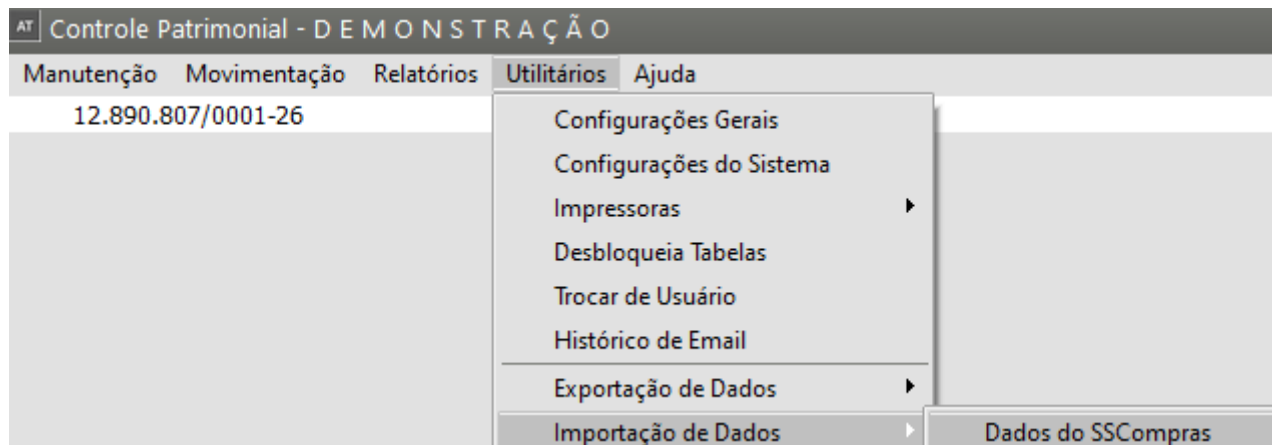 AT Controle Patrimonial - D E M O N S T R A Ç Ã O
Manutenção Movimentação Relatórios Utilitários Ajuda
12.890.807/0001-26
Configurações Gerais
Configurações do Sistema
Impressoras
Desbloqueia Tabelas
Trocar de Usuário
Histórico de Email
Exportação de Dados
Importação de Dados Dados do SSCompras